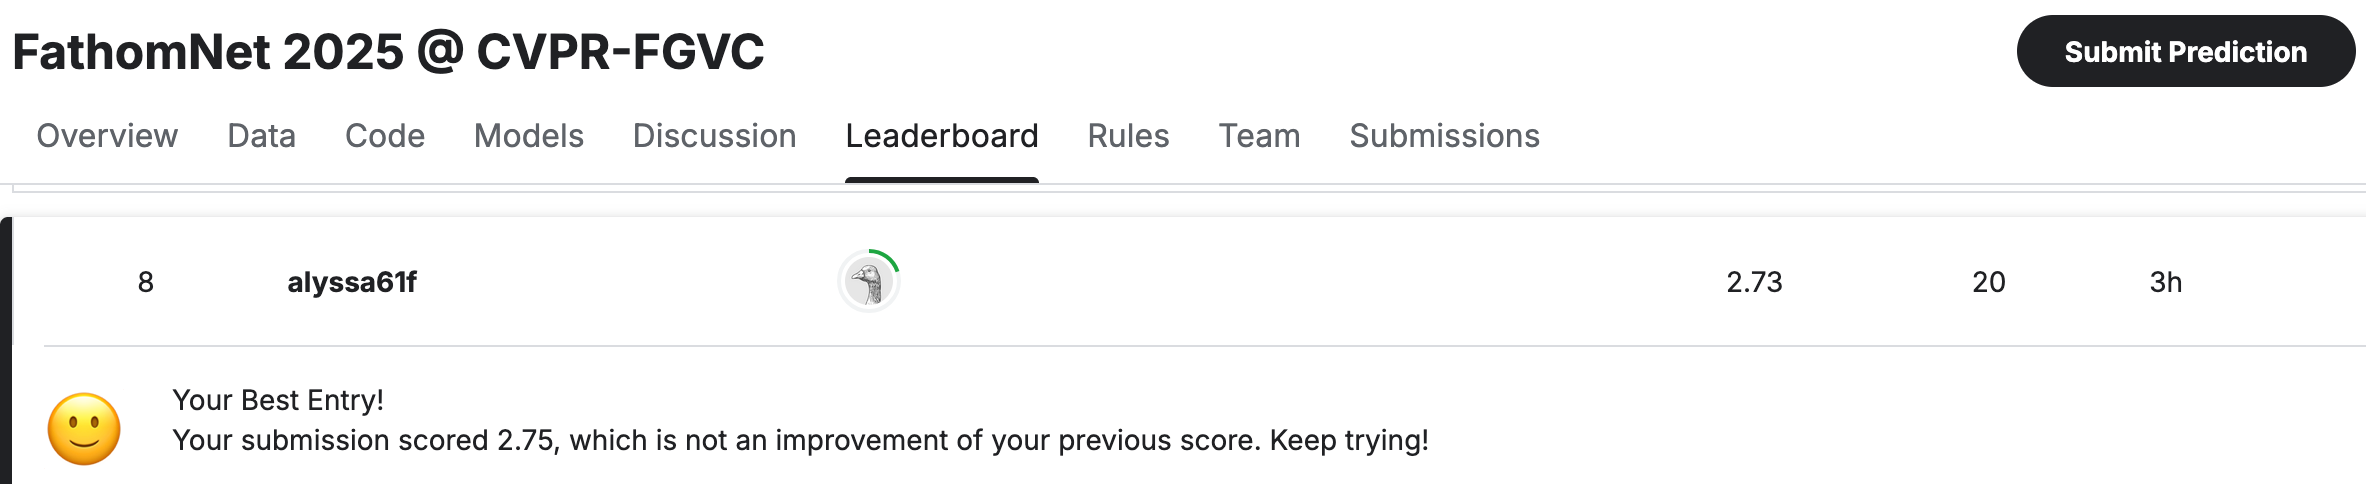 FathomNet 2025 @ CVPR-FGVC
Submit Prediction
Overview Data Code Models Discussion Leaderboard Rules Team Submissions
8 alyssa61f 2.73 20 3h
Your Best Entry!
Your submission scored 2.75, which is not an improvement of your previous score. Keep trying!